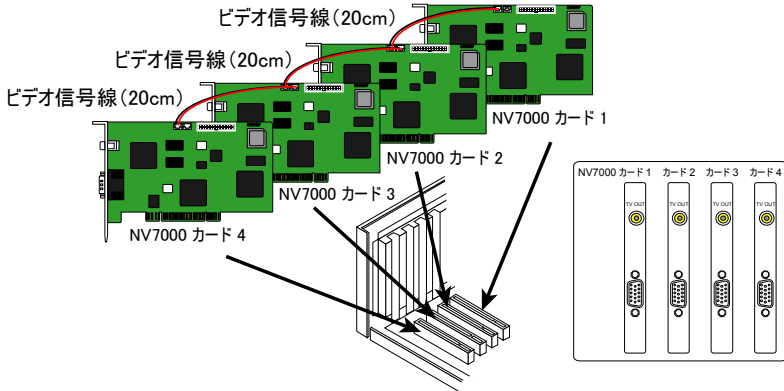 ビデオ信号線(20cm)
ビデオ信号線(20cm)
ビデオ信号線(20cm)
NV7000 カード 1
NV7000 カード 2
NV7000 カード 3
NV7000 カード 4
NV7000 カード 1 カード 2 カード 3 カード 4
TV OUT TV OUT TV OUT TV OUT